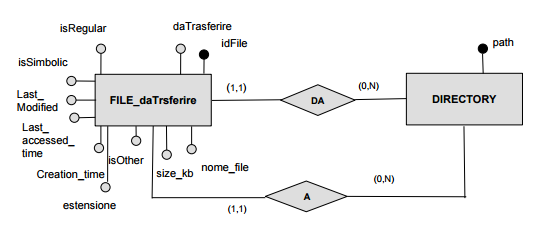 isRegular
daTrasferire
idFile
path
isSimbolic
Last_
Modified
FILE_daTrsferire
(1,1)
DA
(0,N)
DIRECTORY
Last_
accessed_
time
isOther
Creation_time
size_kb
nome_file
estensione
(1,1)
A
(0,N)